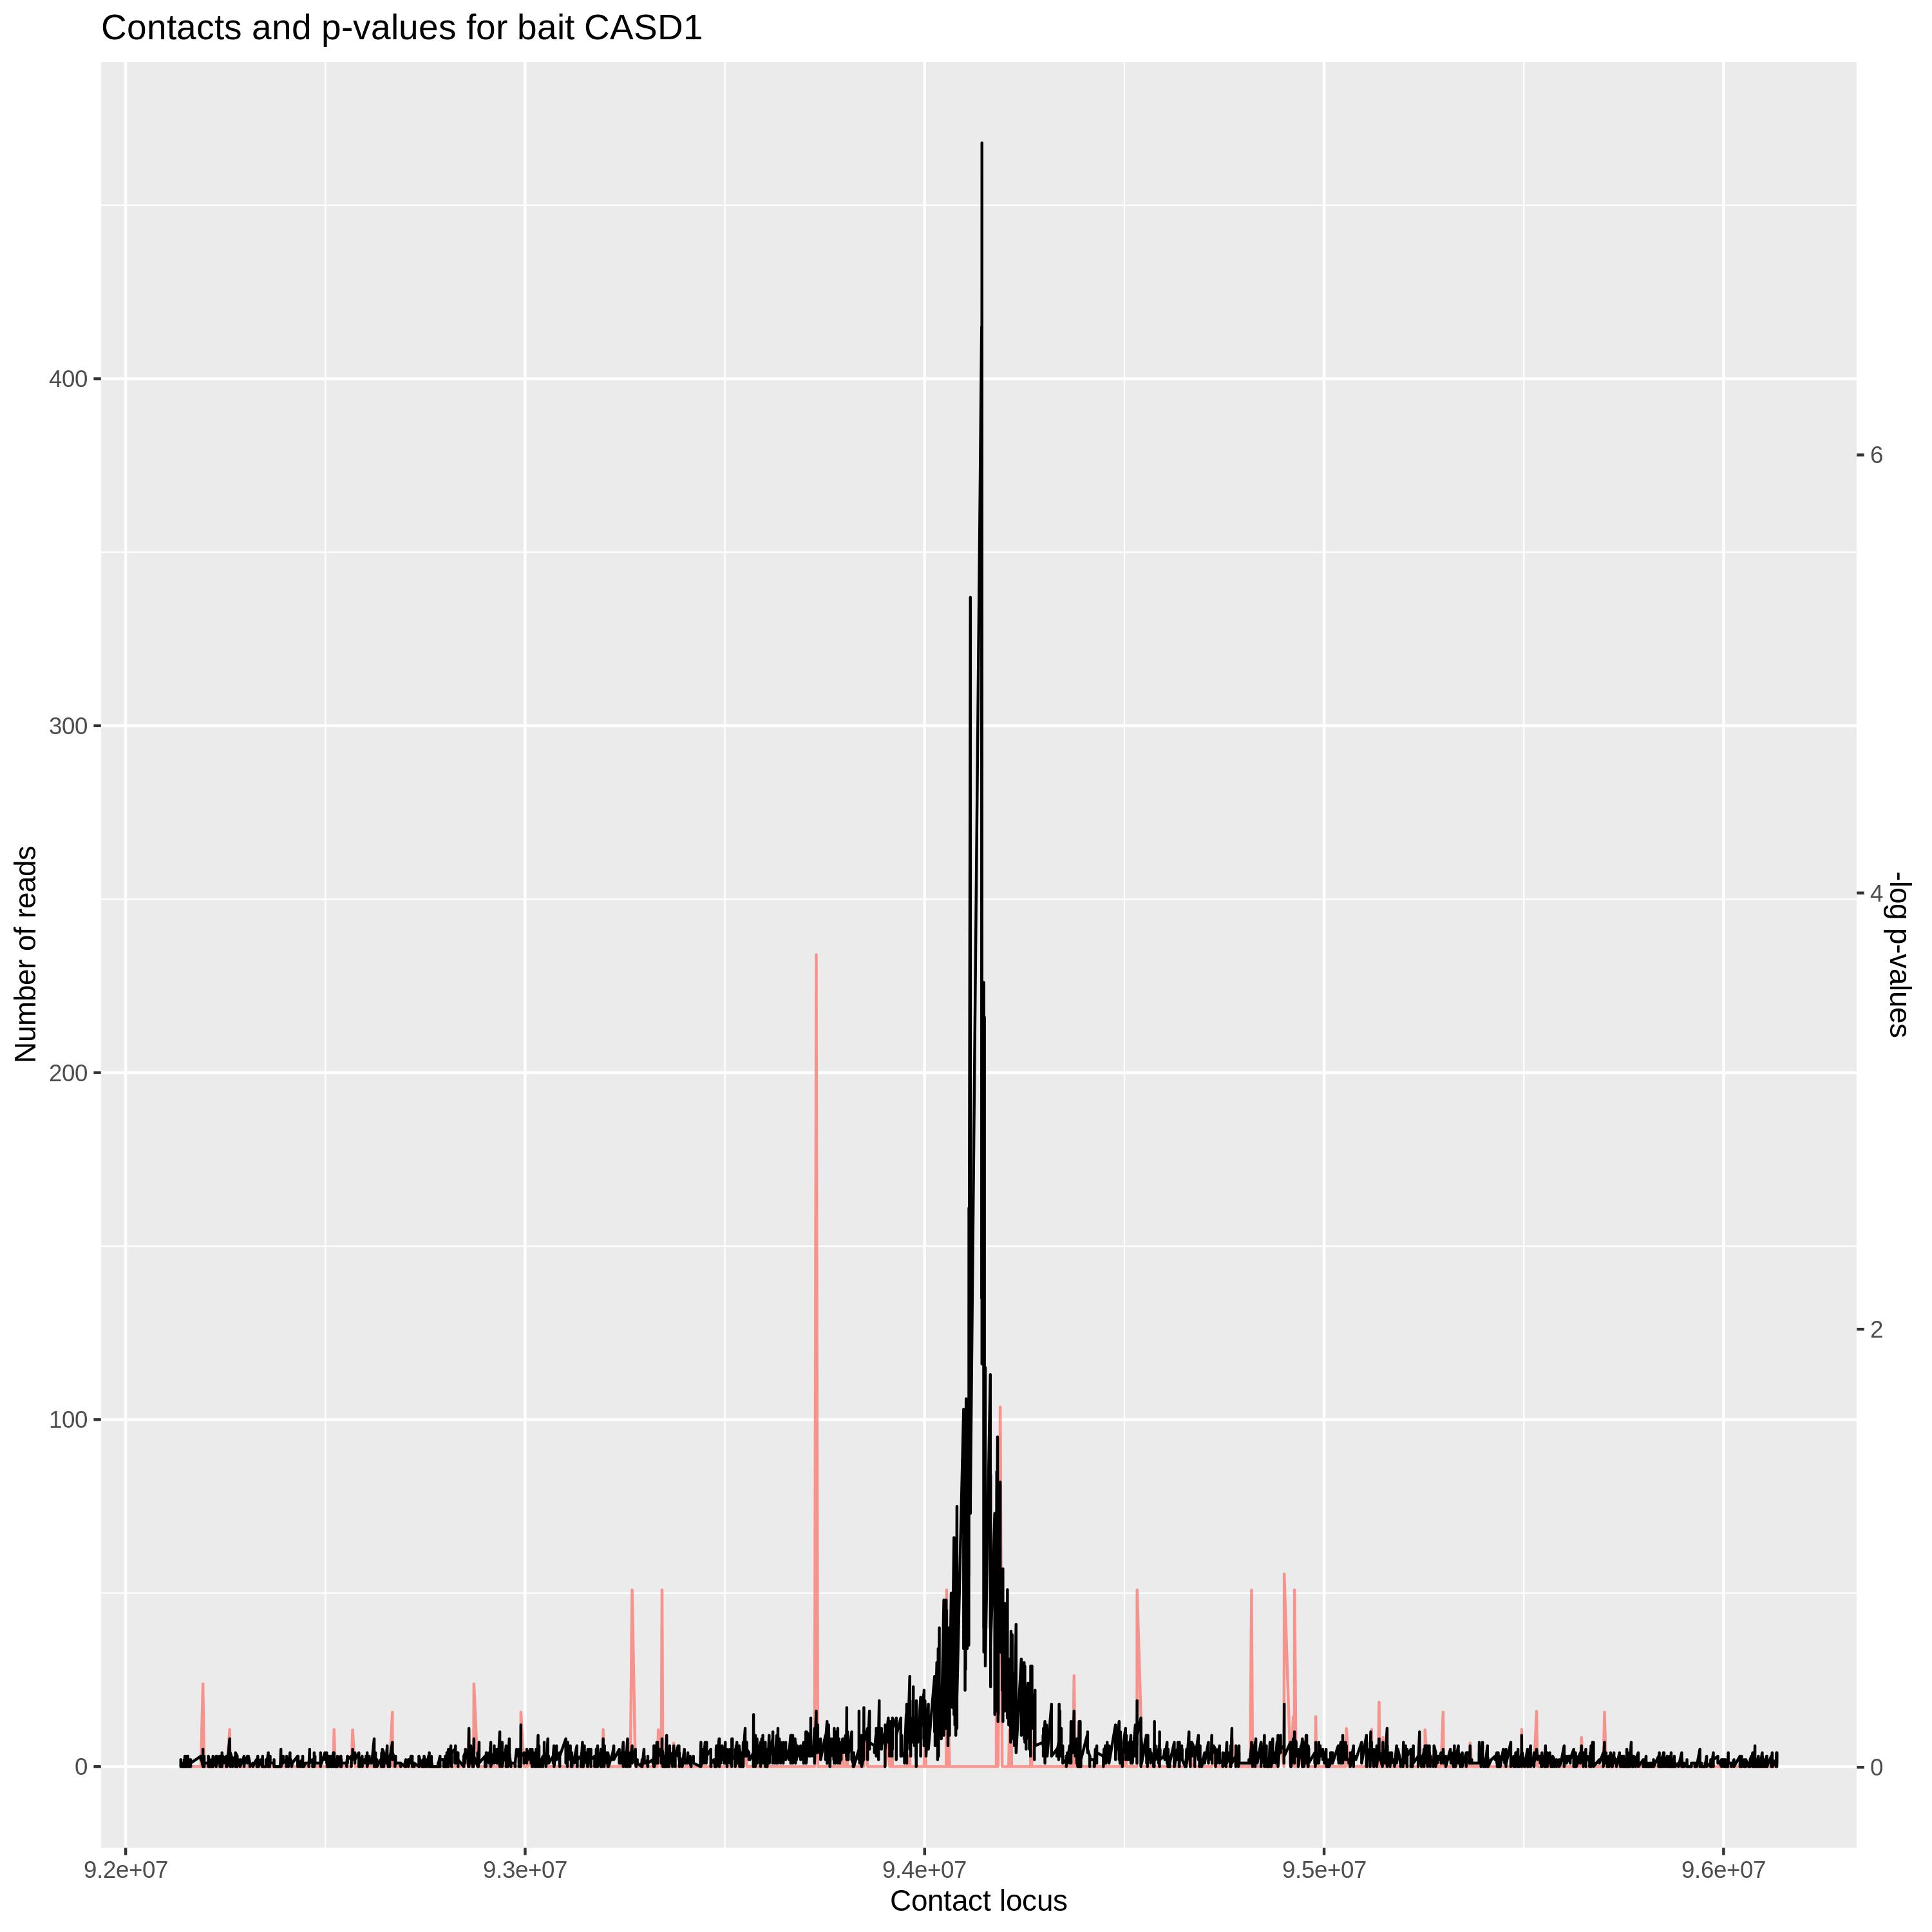 Contacts and p-values for bait CASD1
Number of reads
400
300
200
100
0
6
4
2
0
-log p-values
9.2e+07
9.3e+07
9.4e+07
9.5e+07
9.6e+07
Contact locus